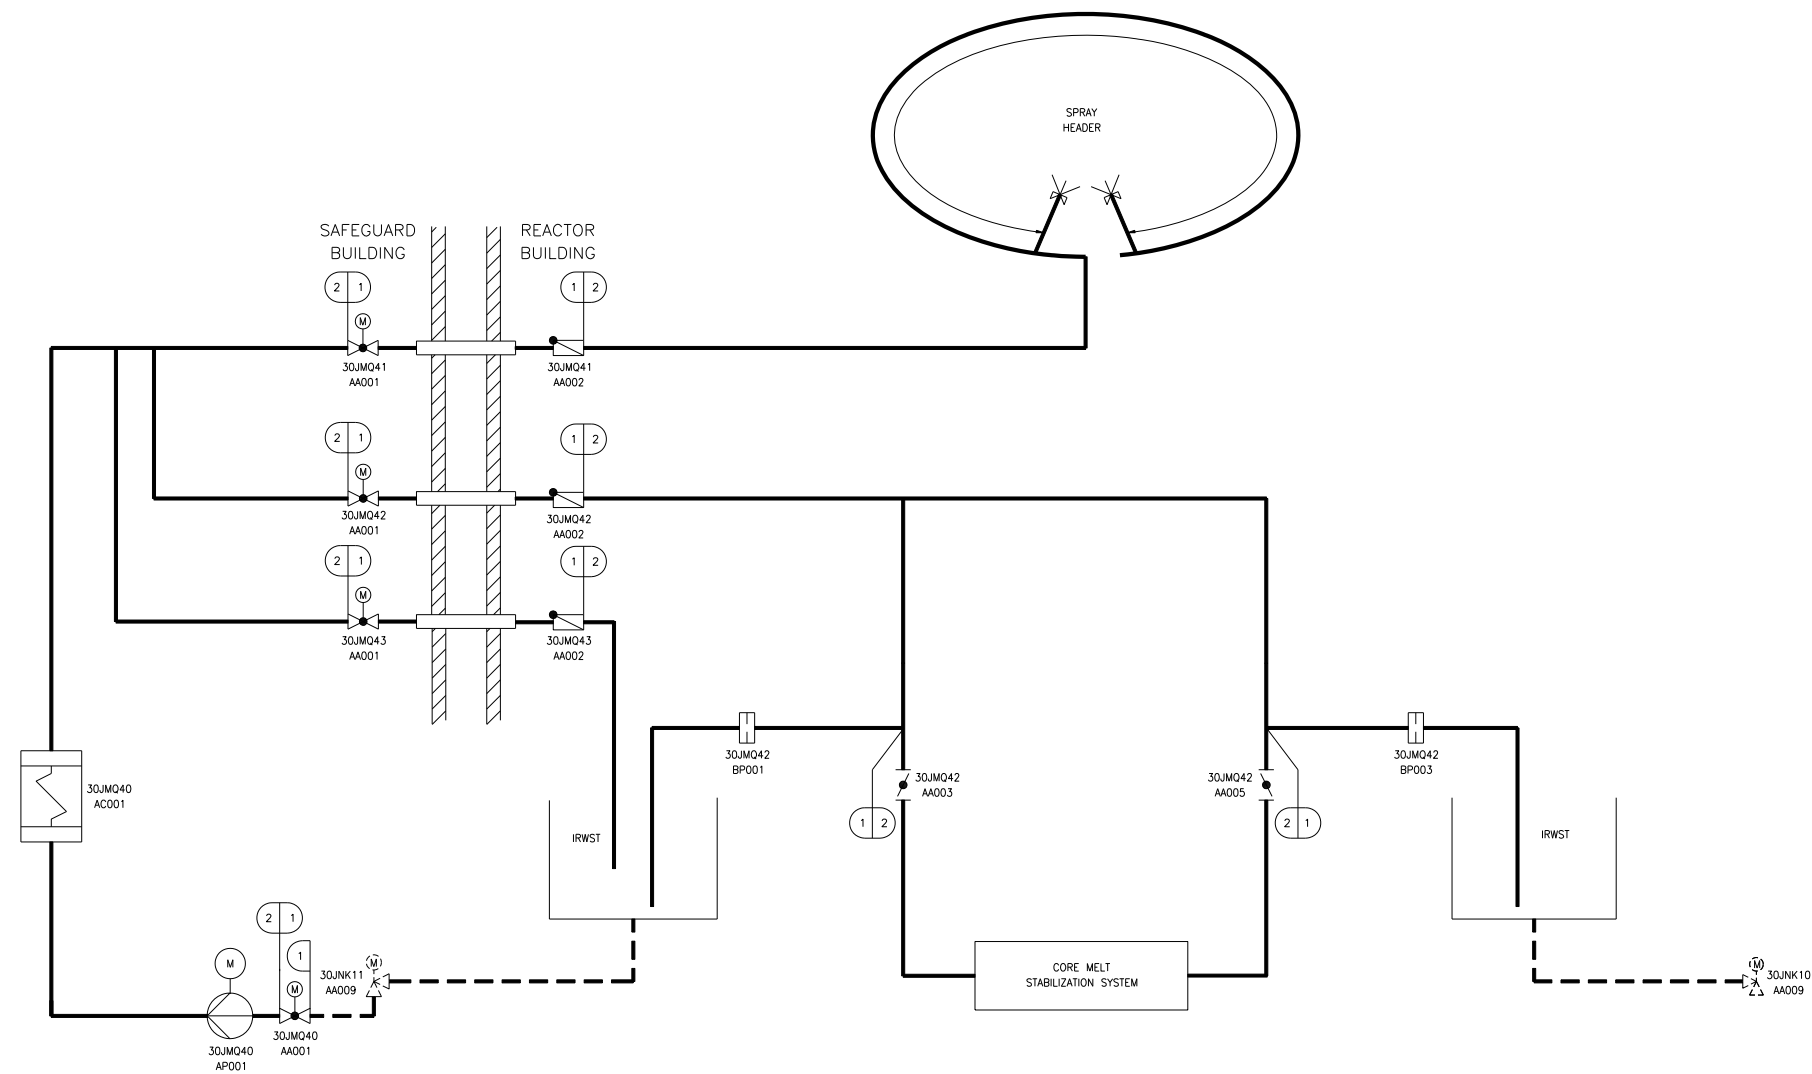 SPRAY
HEADER
SAFEGUARD
BUILDING
REACTOR
BUILDING
2 1
1 2
M
30JMQ41
AA001
30JMQ41
AA002
2 1
1 2
M
30JMQ42
AA001
30JMQ42
AA002
2 1
1 2
M
30JMQ43
AA001
30JMQ43
AA002
30JMQ42
BP001
30JMQ42
BP003
30JMQ40
AC001
30JMQ42
AA003
30JMQ42
AA005
1 2
2 1
IRWST
IRWST
2 1
1
M
M
M
30JNK11
AA009
30JMQ40
AP001
30JMQ40
AA001
CORE MELT
STABILIZATION SYSTEM
M
30JNK10
AA009